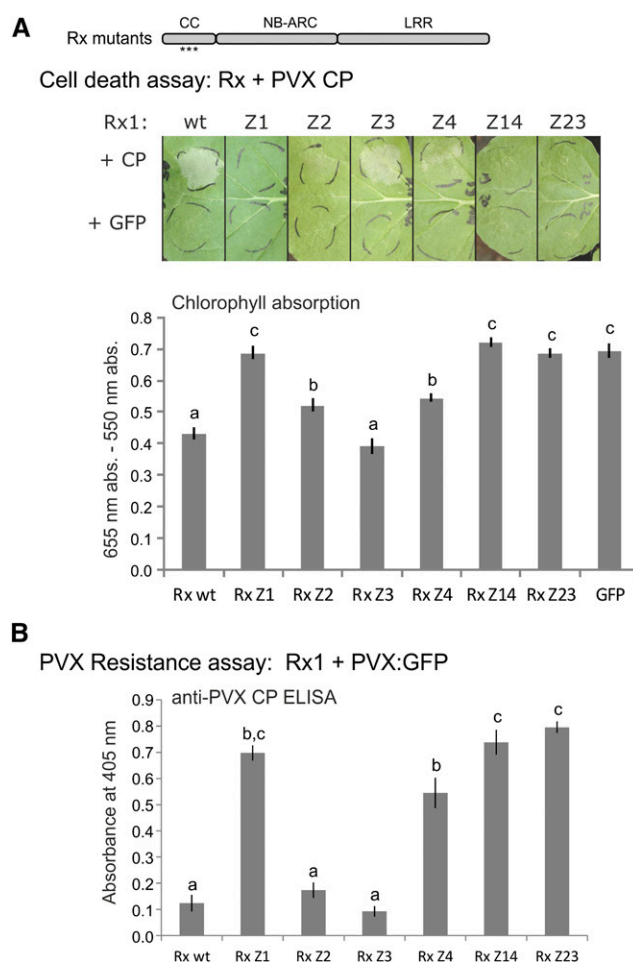 A
CC NB-ARC LRR
Rx mutants
***
Cell death assay: Rx + PVX CP
Rx1: wt Z1 Z2 Z3 Z4 Z14 Z23
+ CP
+ GFP
Chlorophyll absorption
655 nm abs. - 550 nm abs.
0.8
0.7
0.6
0.5
0.4
0.3
0.2
0.1
0.0
a c b a b c c c
Rx wt Rx Z1 Rx Z2 Rx Z3 Rx Z4 Rx Z14 Rx Z23 GFP
B
PVX Resistance assay: Rx1 + PVX:GFP
anti-PVX CP ELISA
Absorbance at 405 nm
0.9
0.8
0.7
0.6
0.5
0.4
0.3
0.2
0.1
0.0
a b,c a a b c c
Rx wt Rx Z1 Rx Z2 Rx Z3 Rx Z4 Rx Z14 Rx Z23